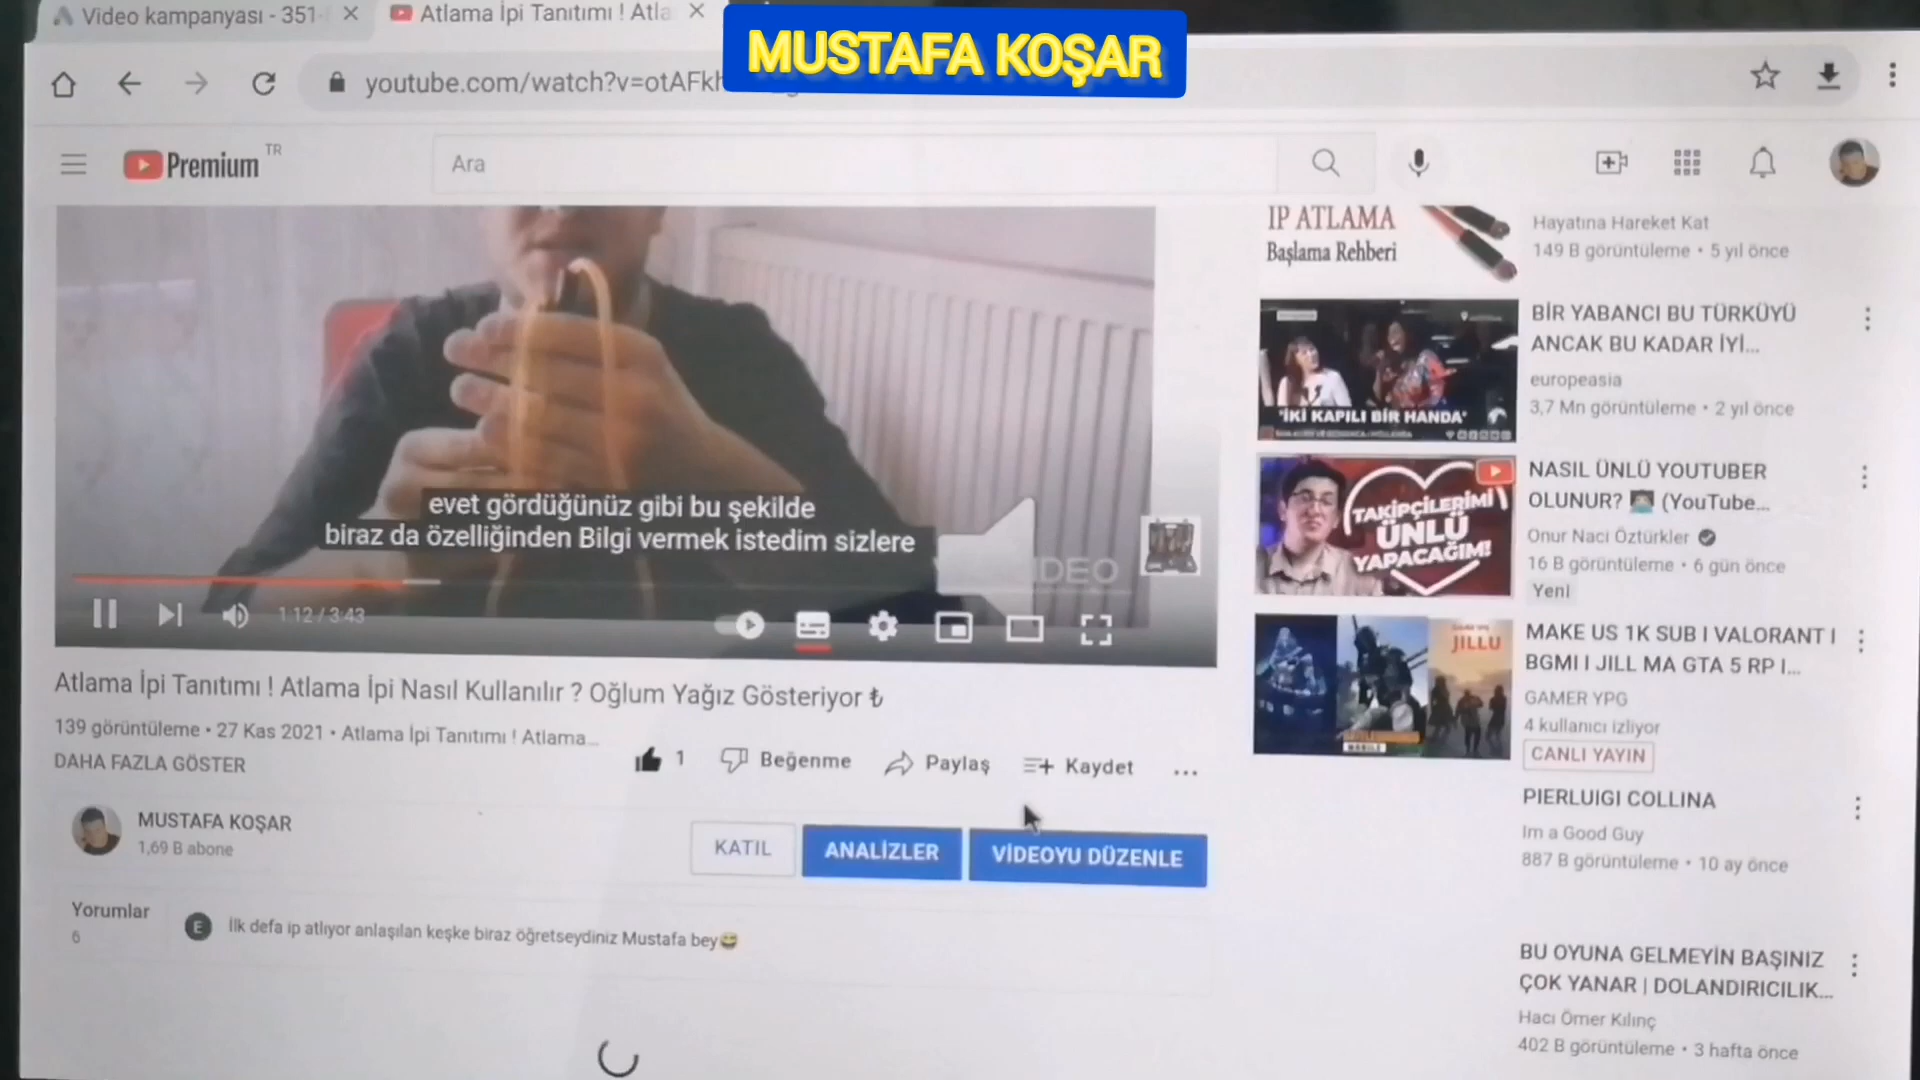 Video kampanyası - 351
Atlama İpi Tanıtımı ! Atla
MUSTAFA KOŞAR
youtube.com/watch?v=otAFkh
Premium TR
Ara
IP ATLAMA
Başlama Rehberi
Hayatına Hareket Kat
149 B görüntüleme • 5 yıl önce
BİR YABANCI BU TÜRKÜYÜ
ANCAK BU KADAR İYİ...
europeasia
3,7 Mn görüntüleme • 2 yıl önce
"İKİ KAPILI BİR HANDA"
NASIL ÜNLÜ YOUTUBER
OLUNUR? (YouTube...
Onur Naci Öztürkler
16 B görüntüleme • 6 gün önce
Yeni
TAKİPÇİLERİMİ
ÜNLÜ
YAPACAĞIM!
MAKE US 1K SUB I VALORANT I
BGMI I JILL MA GTA 5 RP I...
GAMER YPG
4 kullanıcı izliyor
CANLI YAYIN
JILLU
MOBILE
PIERLUIGI COLLINA
Im a Good Guy
887 B görüntüleme • 10 ay önce
BU OYUNA GELMEYİN BAŞINIZ
ÇOK YANAR | DOLANDIRICILIK...
Hacı Ömer Kılınç
402 B görüntüleme • 3 hafta önce
evet gördüğünüz gibi bu şekilde
biraz da özelliğinden Bilgi vermek istedim sizlere
VIDEO
1:12 / 3:43
Atlama İpi Tanıtımı ! Atlama İpi Nasıl Kullanılır ? Oğlum Yağız Gösteriyor ₺
139 görüntüleme • 27 Kas 2021 • Atlama İpi Tanıtımı ! Atlama...
DAHA FAZLA GÖSTER
1 Beğenme Paylaş Kaydet ...
MUSTAFA KOŞAR
1,69 B abone
KATIL ANALİZLER VİDEOYU DÜZENLE
Yorumlar
6
E İlk defa ip atlıyor anlaşılan keşke biraz öğretseydiniz Mustafa bey😅